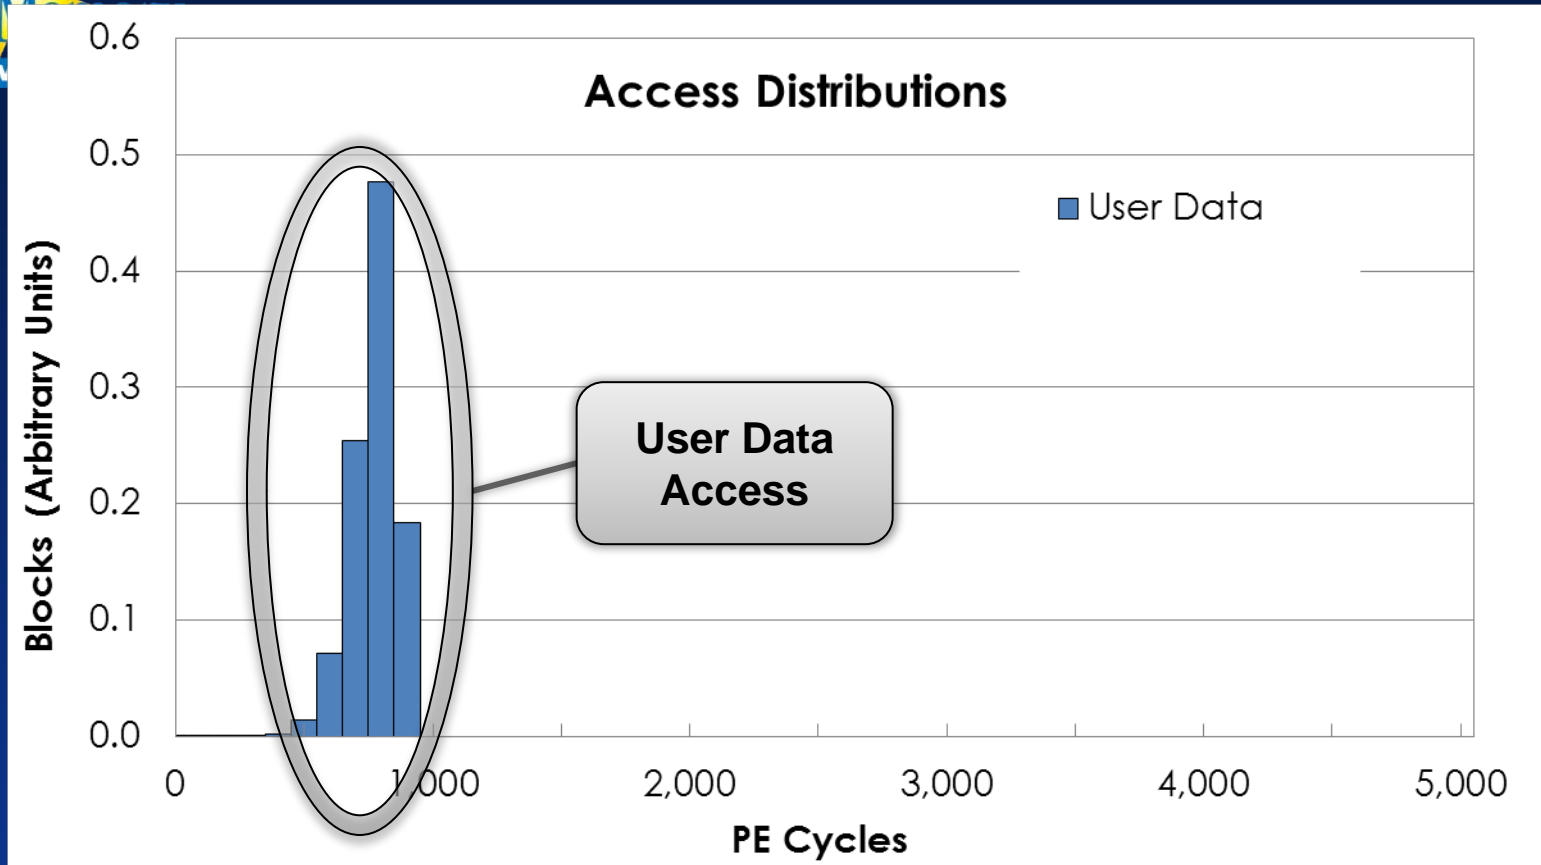 Access Distributions
0.6
0.5
0.4
0.3
0.2
0.1
0.0
Blocks (Arbitrary Units)
User Data
User Data
Access
0 1,000 2,000 3,000 4,000 5,000
PE Cycles